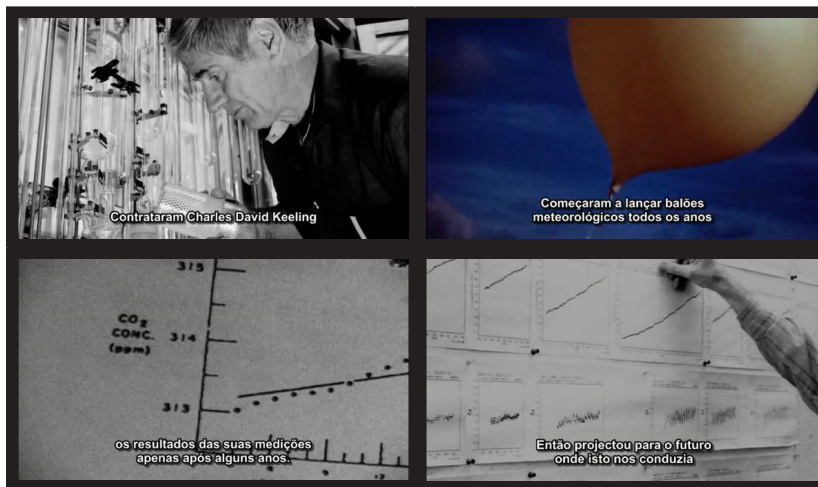 Contrataram Charles David Keeling
Começaram a lançar balões
meteorológicos todos os anos
315
CO₂
CONC.
(ppm)
314
313
os resultados das suas medições
apenas após alguns anos.
Então projectou para o futuro
onde isto nos conduzia